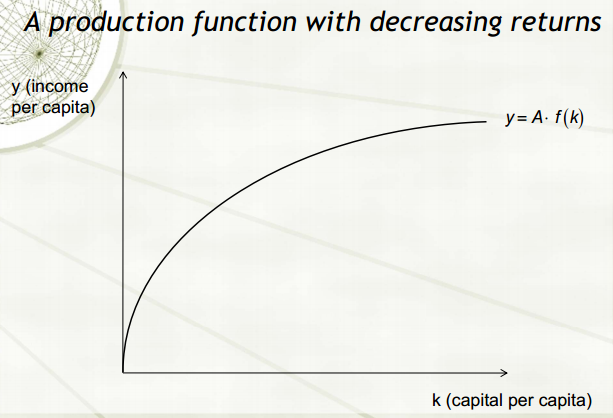 A production function with decreasing returns
y (income
per capita)
y = A· f(k)
k (capital per capita)